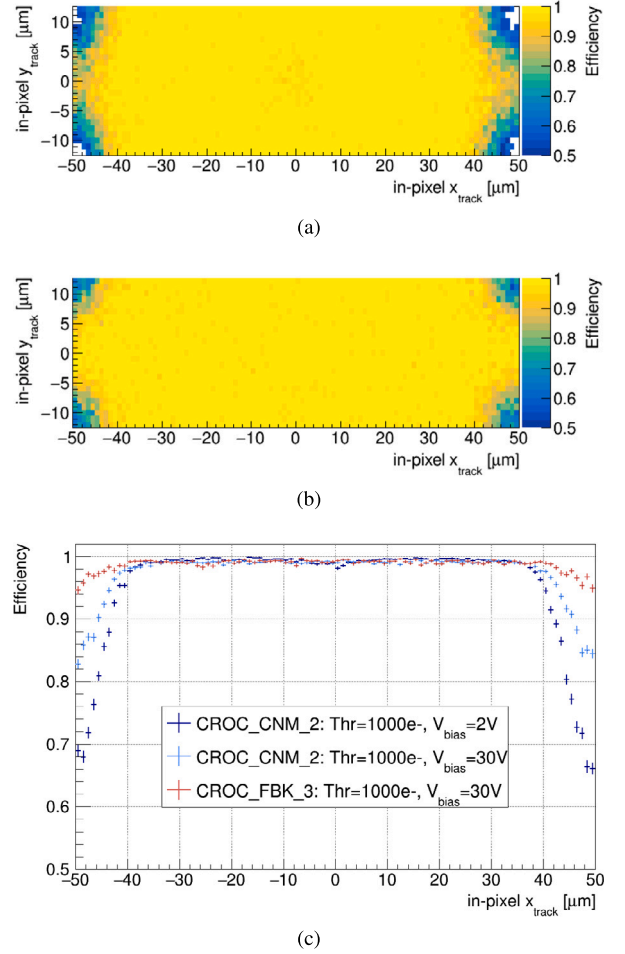 in-pixel y_track [μm]
10
5
0
−5
−10
−50 −40 −30 −20 −10 0 10 20 30 40 50
in-pixel x_track [μm]
1
0.9
0.8
0.7
0.6
0.5
Efficiency
(a)
in-pixel y_track [μm]
10
5
0
−5
−10
−50 −40 −30 −20 −10 0 10 20 30 40 50
in-pixel x_track [μm]
1
0.9
0.8
0.7
0.6
0.5
Efficiency
(b)
Efficiency
1
0.9
0.8
0.7
0.6
0.5
CROC_CNM_2: Thr=1000e-, V_bias=2V
CROC_CNM_2: Thr=1000e-, V_bias=30V
CROC_FBK_3: Thr=1000e-, V_bias=30V
−50 −40 −30 −20 −10 0 10 20 30 40 50
in-pixel x_track [μm]
(c)